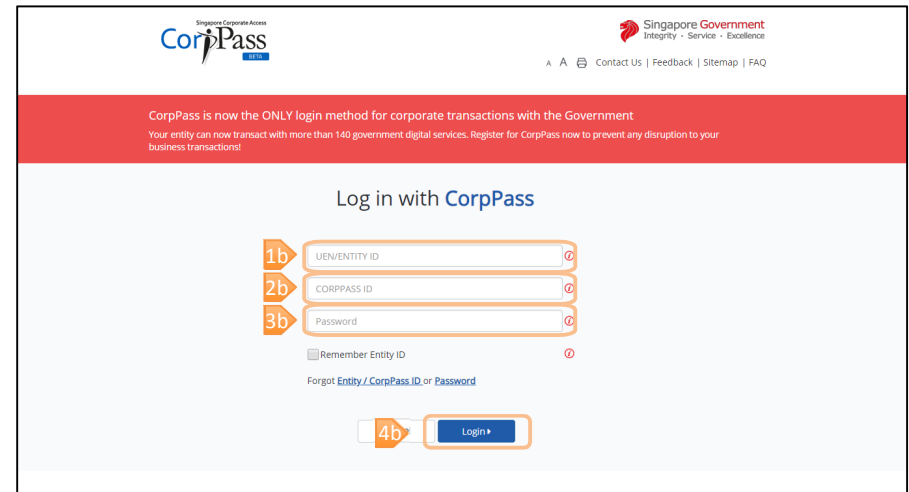 Singapore Corporate Access
CorpPass
BETA
Singapore Government
Integrity · Service · Excellence
A A Contact Us | Feedback | Sitemap | FAQ
CorpPass is now the ONLY login method for corporate transactions with the Government
Your entity can now transact with more than 140 government digital services. Register for CorpPass now to prevent any disruption to your
business transactions!
Log in with CorpPass
1b UEN/ENTITY ID
2b CORPPASS ID
3b Password
Remember Entity ID
Forgot Entity / CorpPass ID or Password
4b Login